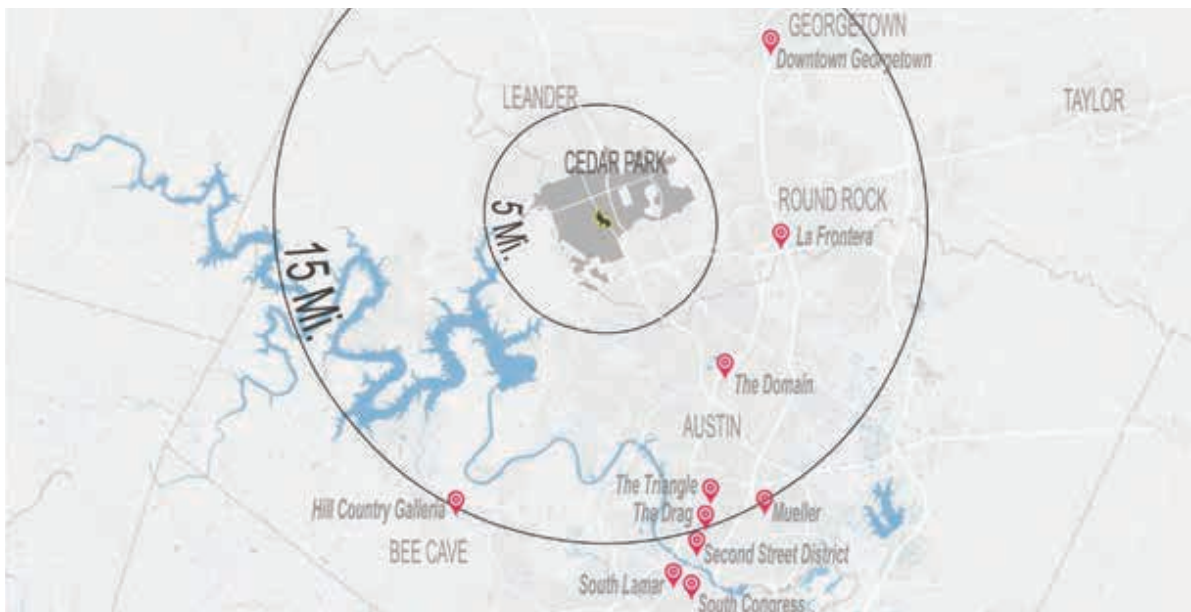 GEORGETOWN
Downtown Georgetown
LEANDER
TAYLOR
CEDAR PARK
5 Mi.
ROUND ROCK
La Frontera
15 Mi.
The Domain
AUSTIN
The Triangle
Hill Country Galleria
The Drag
Mueller
BEE CAVE
Second Street District
South Lamar
South Congress